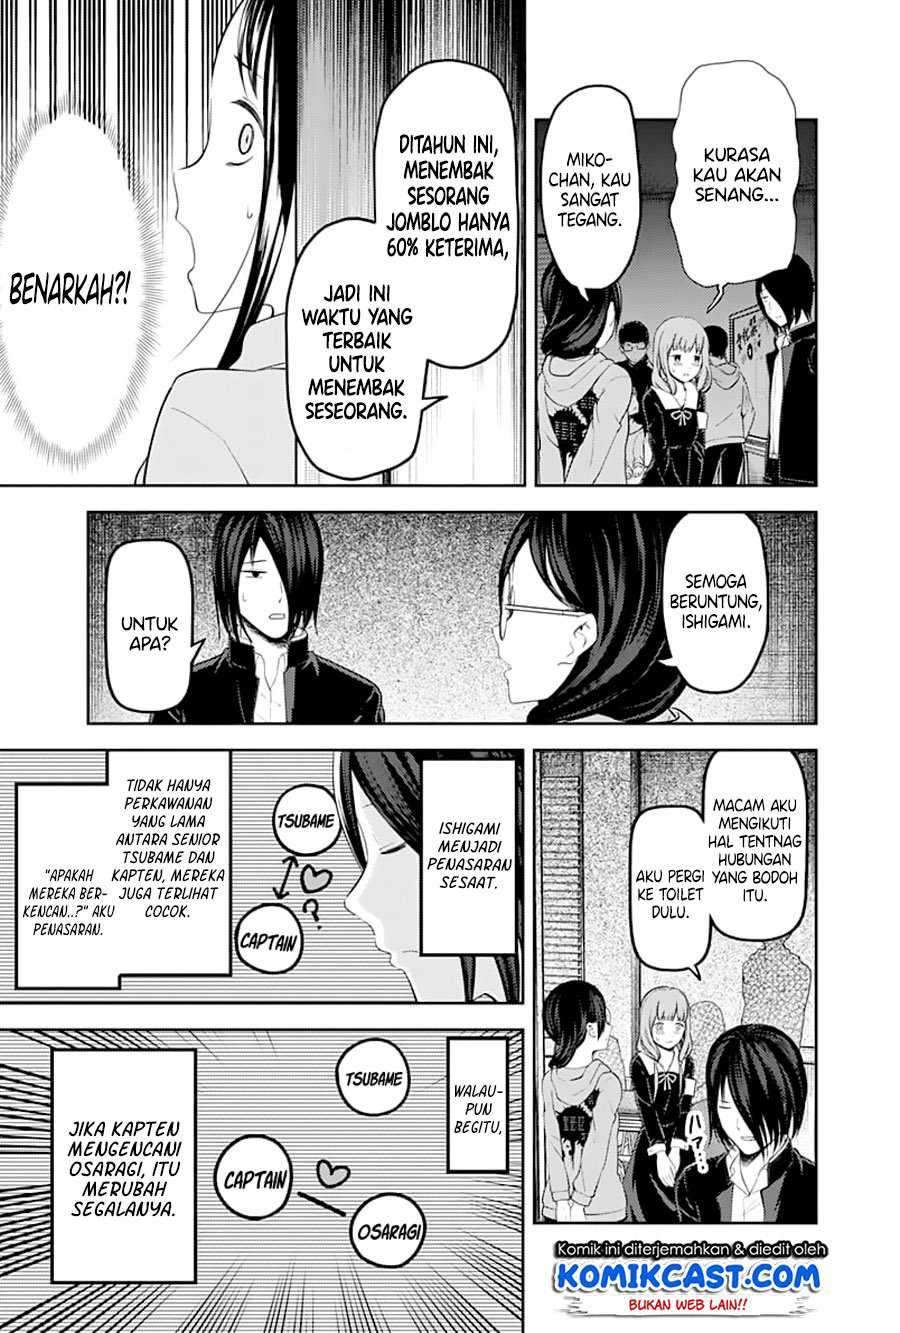 KURASA
KAU AKAN
SENANG...
MIKO-
CHAN, KAU
SANGAT
TEGANG.
DITAHUN INI,
MENEMBAK
SESORANG
JOMBLO HANYA
60% KETERIMA,
JADI INI
WAKTU YANG
TERBAIK
UNTUK
MENEMBAK
SESEORANG.
BENARKAH?!
SEMOGA
BERUNTUNG,
ISHIGAMI.
UNTUK
APA?
MACAM AKU
MENGIKUTI
HAL TENTNAG
HUBUNGAN
YANG BODOH
ITU.
AKU PERGI
KE TOILET
DULU.
ISHIGAMI
MENJADI
PENASARAN
SESAAT.
TSUBAME
?
CAPTAIN
TIDAK HANYA
PERKAWANAN
YANG LAMA
ANTARA SENIOR
TSUBAME DAN
KAPTEN, MEREKA
JUGA TERLIHAT
COCOK.
"APAKAH
MEREKA BER-
KENCAN..?" AKU
PENASARAN.
WALAU-
PUN
BEGITU,
TSUBAME
CAPTAIN
OSARAGI
JIKA KAPTEN
MENGENCANI
OSARAGI, ITU
MERUBAH
SEGALANYA.
Komik ini diterjemahkan & diedit oleh
KOMIKCAST.COM
BUKAN WEB LAIN!!